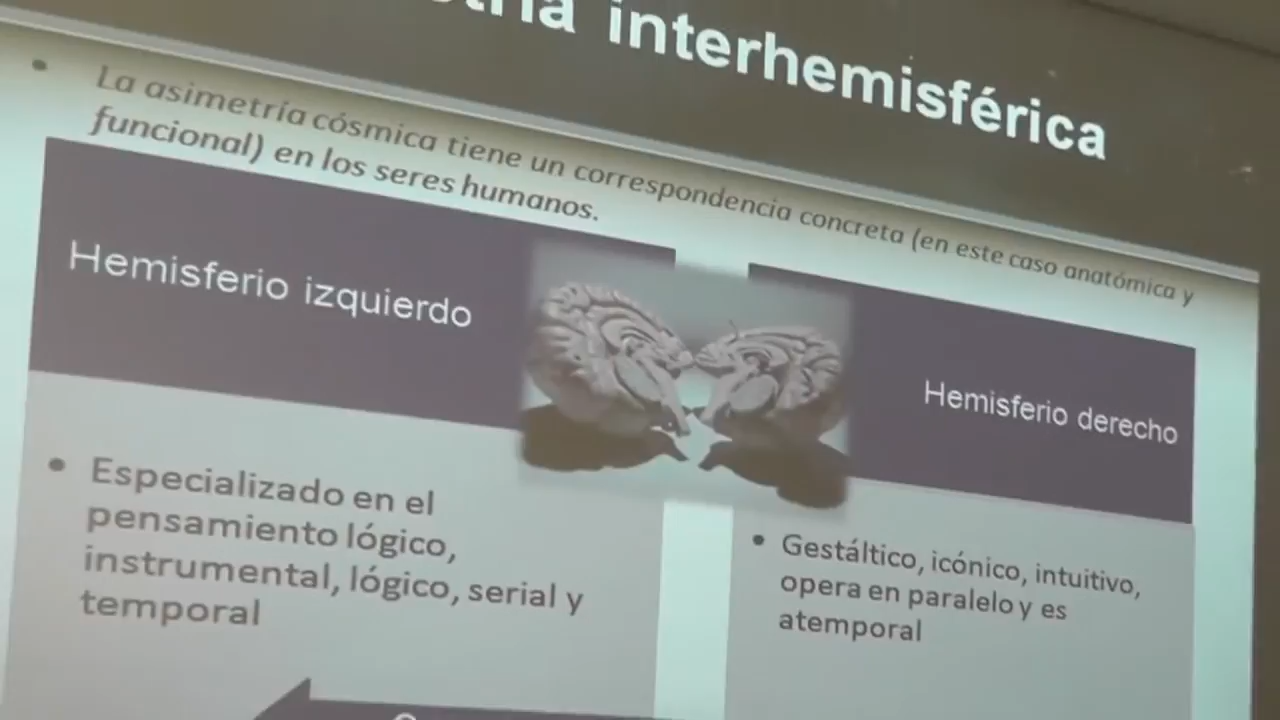 interhemisférica
• La asimetría cósmica tiene un correspondencia concreta (en este caso anatómica y
funcional) en los seres humanos.
Hemisferio izquierdo
Hemisferio derecho
• Especializado en el
pensamiento lógico,
instrumental, lógico, serial y
temporal
• Gestáltico, icónico, intuitivo,
opera en paralelo y es
atemporal